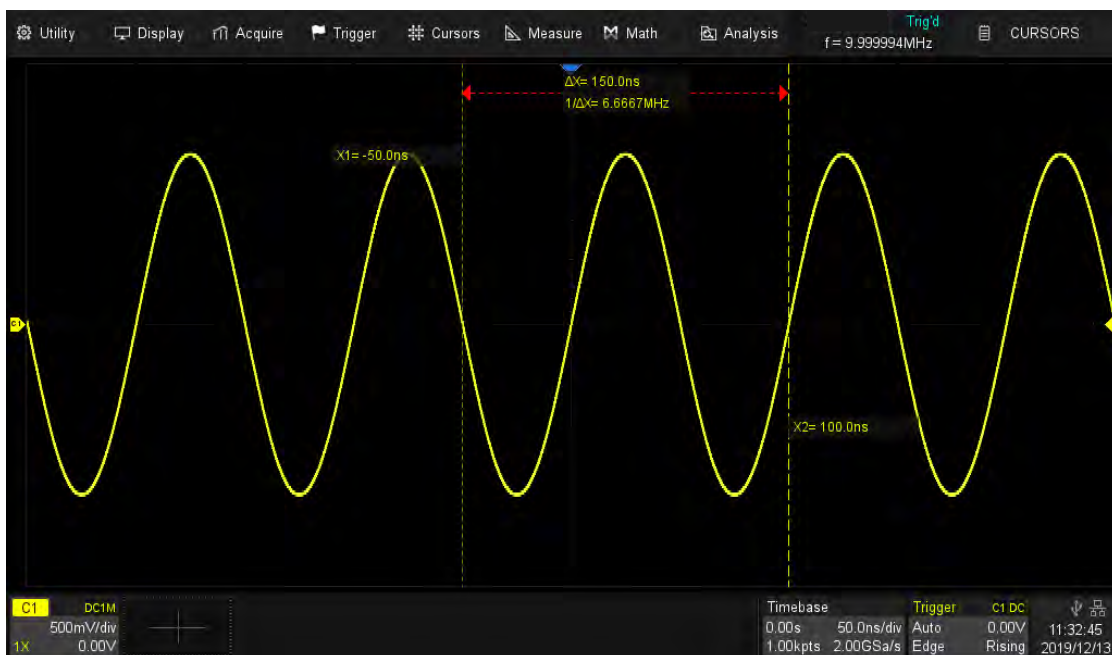 Utility Display Acquire Trigger Cursors Measure Math Analysis Trig'd CURSORS
f = 9.999994MHz
ΔX= 150.0ns
1/ΔX= 6.6667MHz
X1= -50.0ns
C1
X2= 100.0ns
C1 DC1M
500mV/div
1X 0.00V
Timebase
0.00s 50.0ns/div
1.00kpts 2.00GSa/s
Trigger C1 DC
Auto 0.00V
Edge Rising
11:32:45
2019/12/13